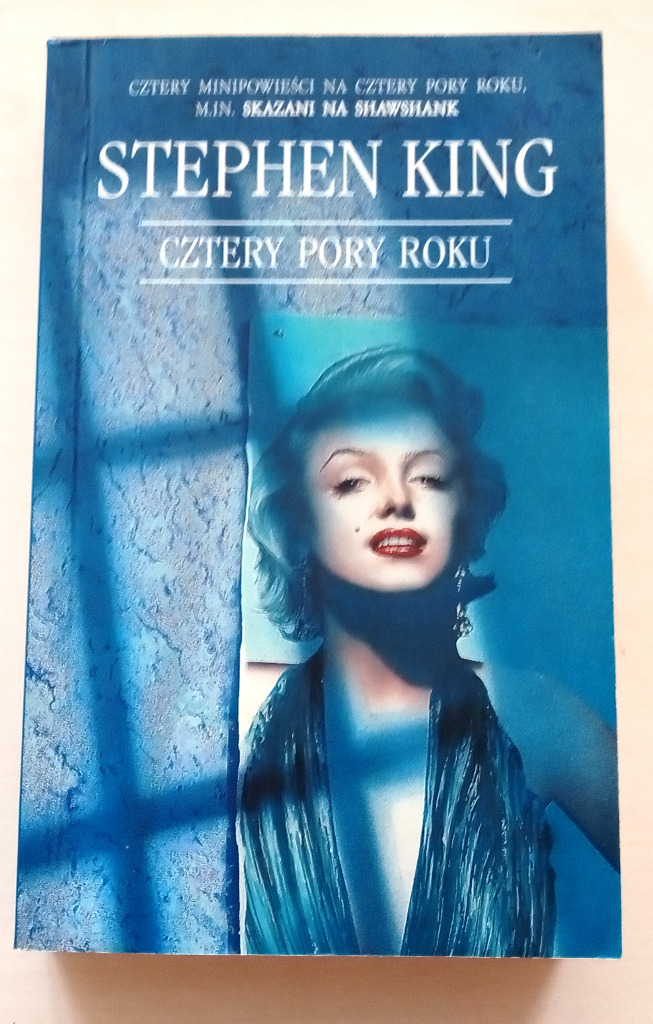 CZTERY MINIPOWIEŚCI NA CZTERY PORY ROKU,
M.IN. SKAZANI NA SHAWSHANK
STEPHEN KING
CZTERY PORY ROKU